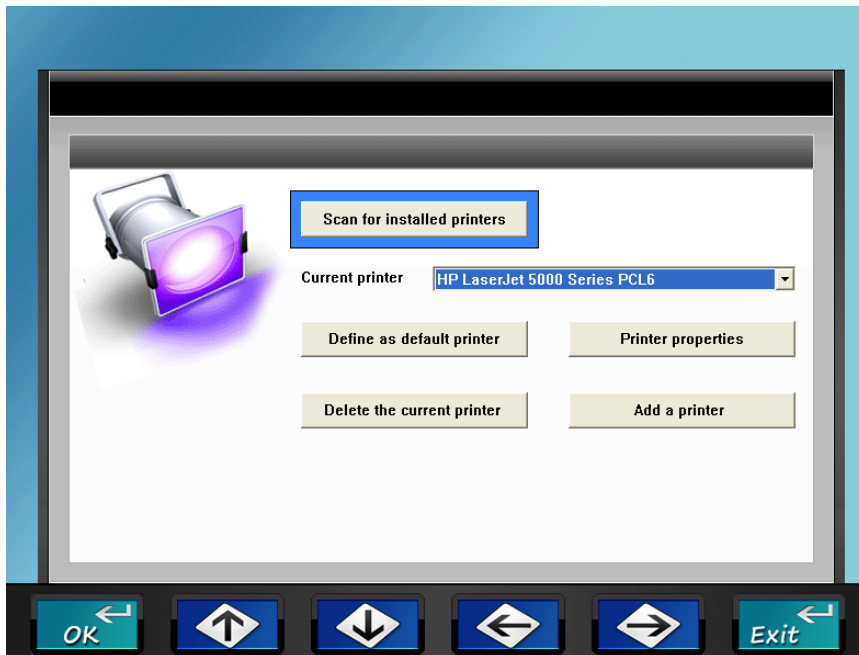 Scan for installed printers
Current printer HP LaserJet 5000 Series PCL6
Define as default printer Printer properties
Delete the current printer Add a printer
OK Exit